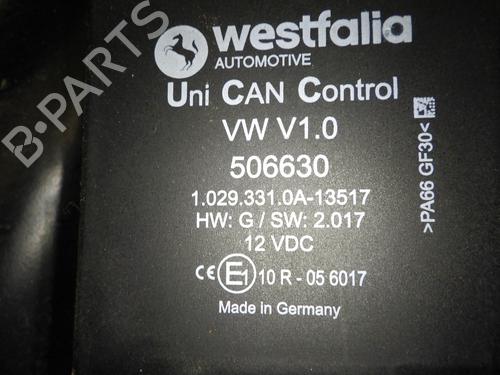 westfalia
AUTOMOTIVE
Uni CAN Control
VW V1.0
506630
1.029.331.0A-13517
HW: G / SW: 2.017
12 VDC
CE E1 10 R - 05 6017
Made in Germany
>PA66 GF30<
B-PARTS